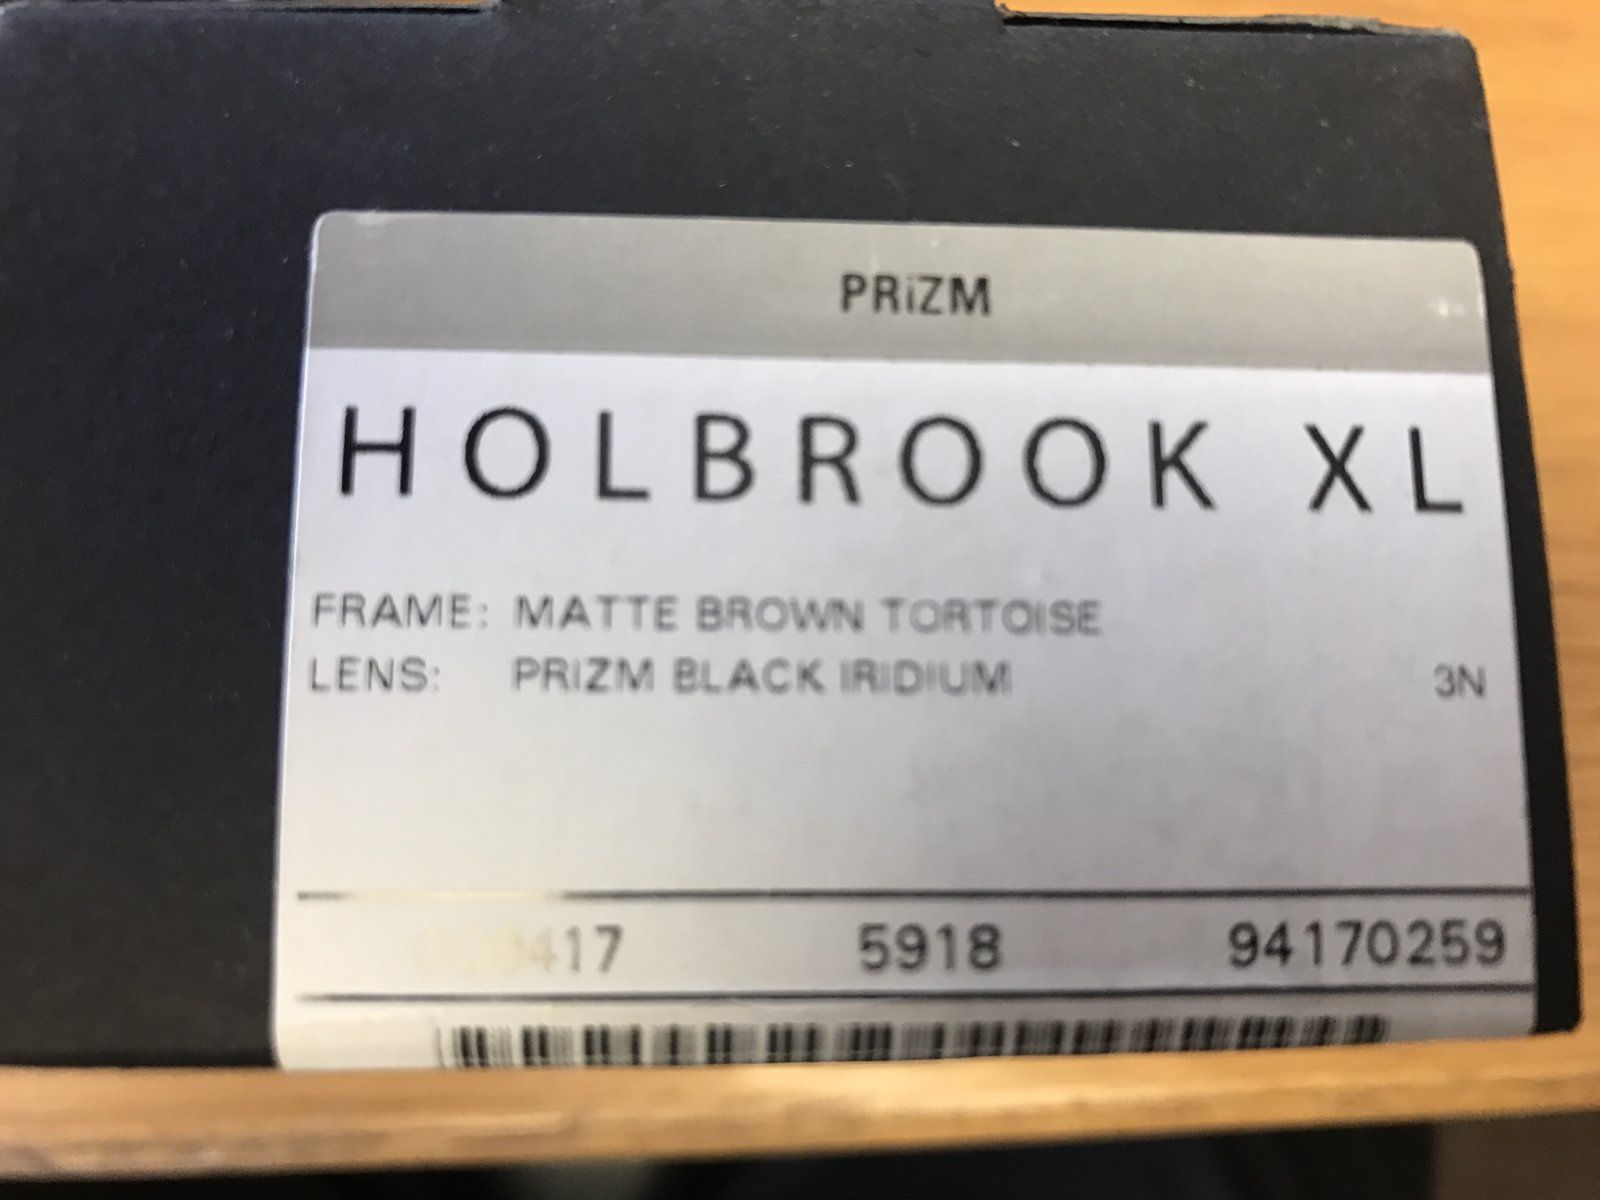 PRiZM
HOLBROOK XL
FRAME: MATTE BROWN TORTOISE
LENS: PRIZM BLACK IRIDIUM 3N
5918 94170259